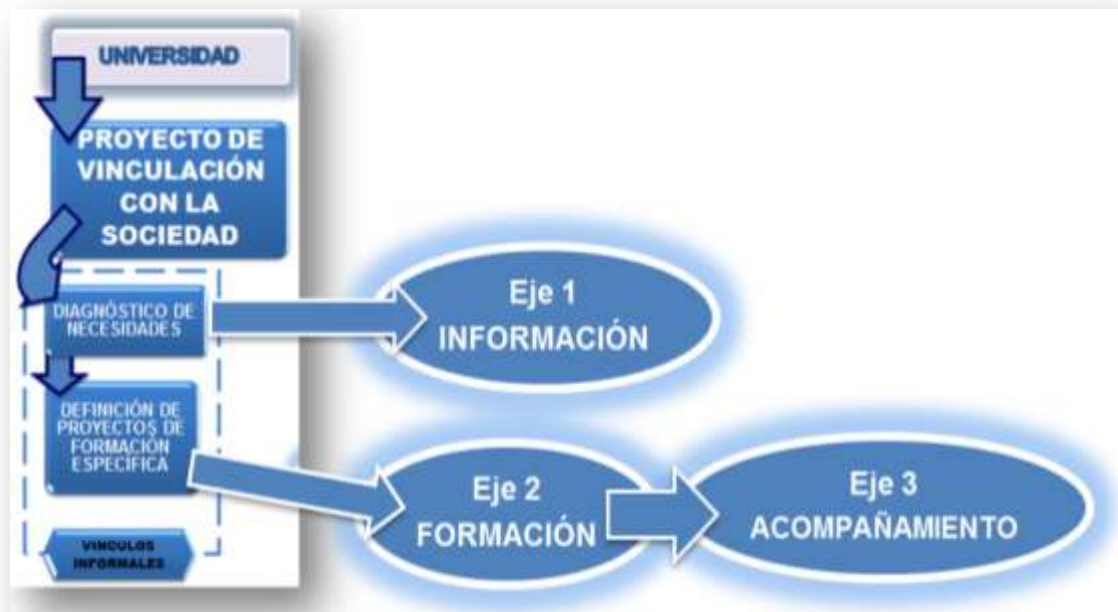 UNIVERSIDAD
PROYECTO DE
VINCULACIÓN
CON LA
SOCIEDAD
DIAGNÓSTICO DE
NECESIDADES
DEFINICIÓN DE
PROYECTOS DE
FORMACIÓN
ESPECÍFICA
VINCULOS
INFORMALES
Eje 1
INFORMACIÓN
Eje 2
FORMACIÓN
Eje 3
ACOMPAÑAMIENTO